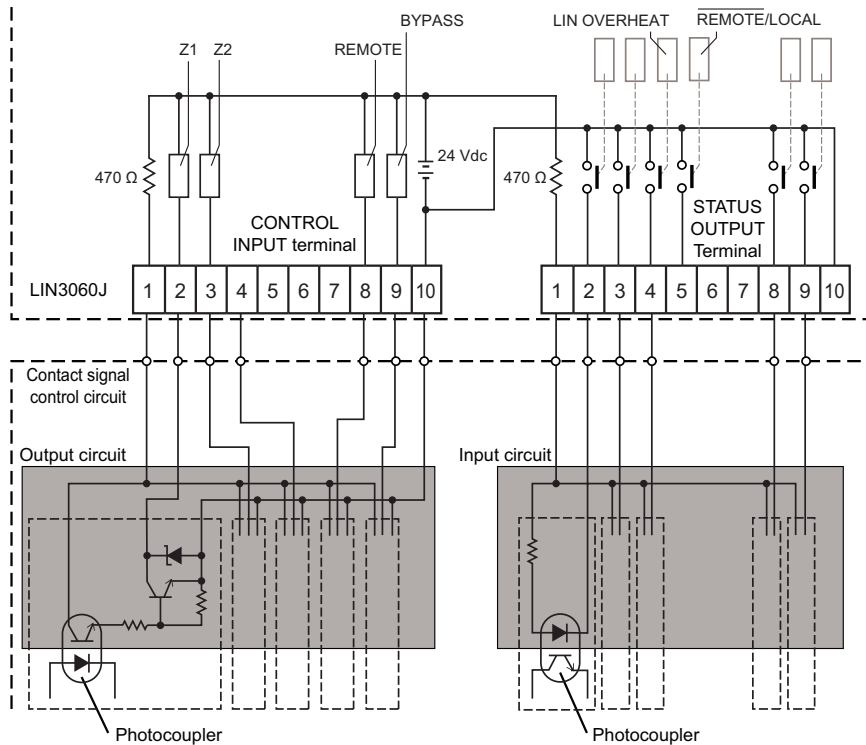 BYPASS
LIN OVERHEAT
REMOTE/LOCAL
Z1
Z2
REMOTE
24 Vdc
470 Ω
470 Ω
CONTROL
INPUT terminal
STATUS
OUTPUT
Terminal
LIN3060J
1 2 3 4 5 6 7 8 9 10
1 2 3 4 5 6 7 8 9 10
Contact signal
control circuit
Output circuit
Input circuit
Photocoupler
Photocoupler